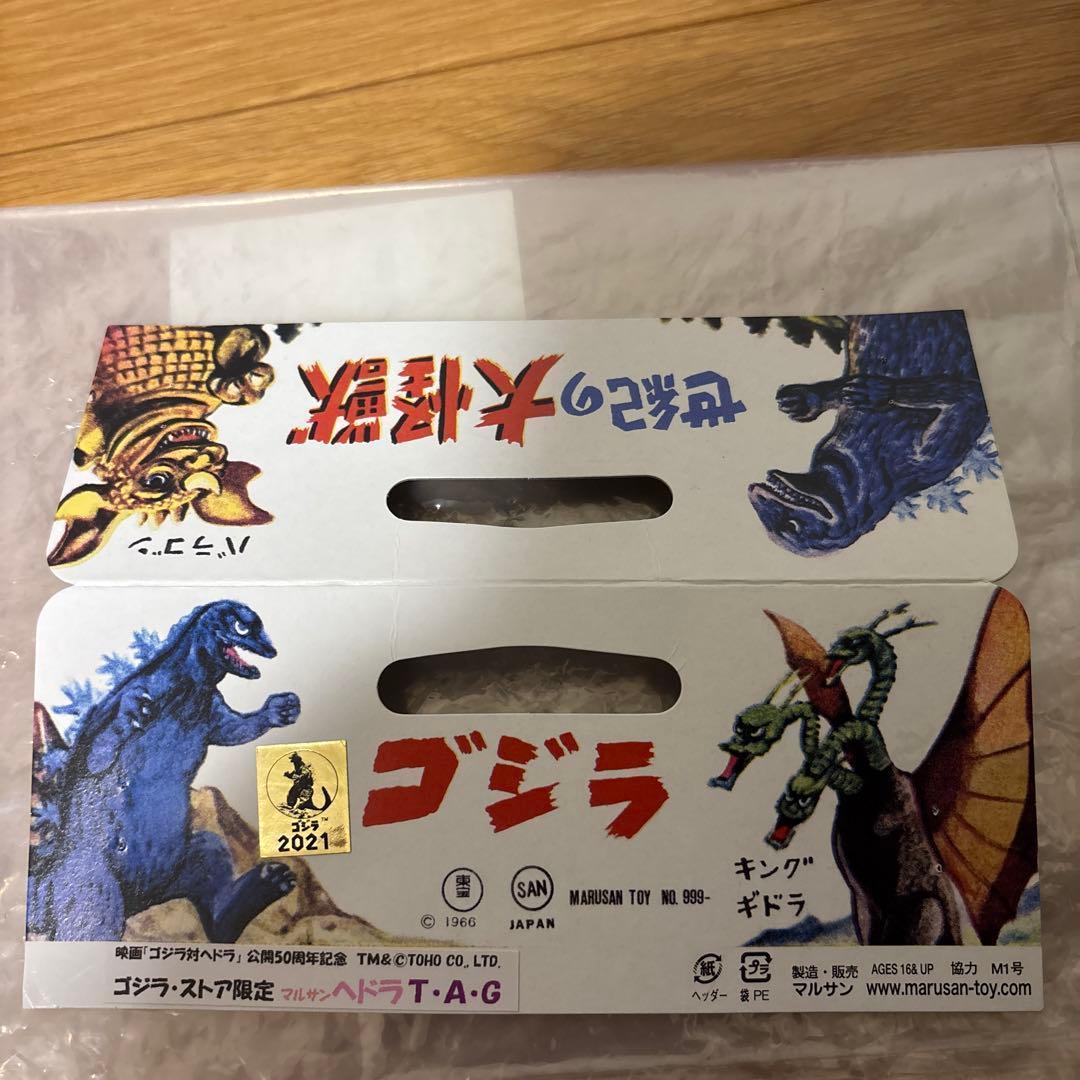 世紀の大怪獣
バラゴン
ゴジラ
ゴジラ™
2021
キング
ギドラ
東宝
© 1966
SAN
JAPAN
MARUSAN TOY NO. 999-
映画「ゴジラ対ヘドラ」公開50周年記念 TM&©TOHO CO., LTD.
ゴジラ・ストア限定 マルサンヘドラT・A・G
紙
ヘッダー
プラ
袋 PE
製造・販売
マルサン
AGES 16& UP 協力 M1号
www.marusan-toy.com